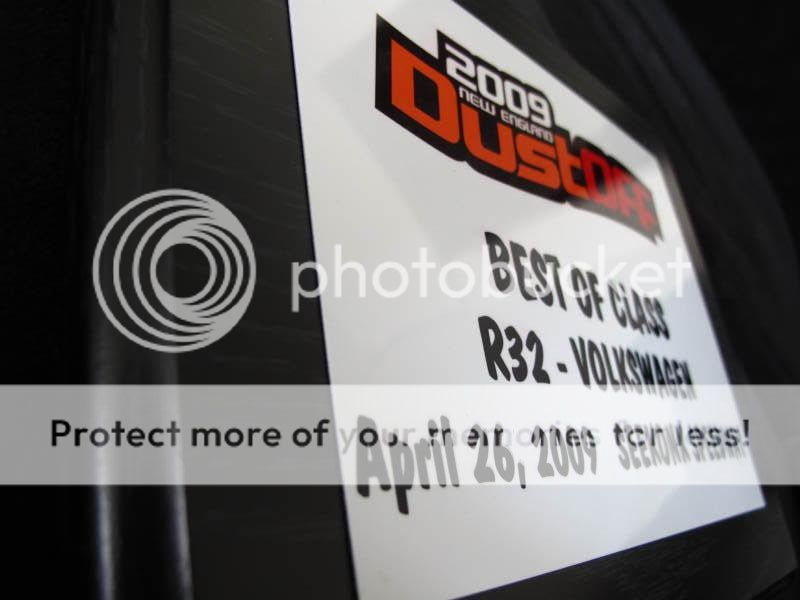 2009
NEW ENGLAND
DustOff
BEST OF CLASS
R32 - VOLKSWAGEN
photobucket
Protect more of your memories for less!
April 26, 2009 SEEKONK SPEEDWAY